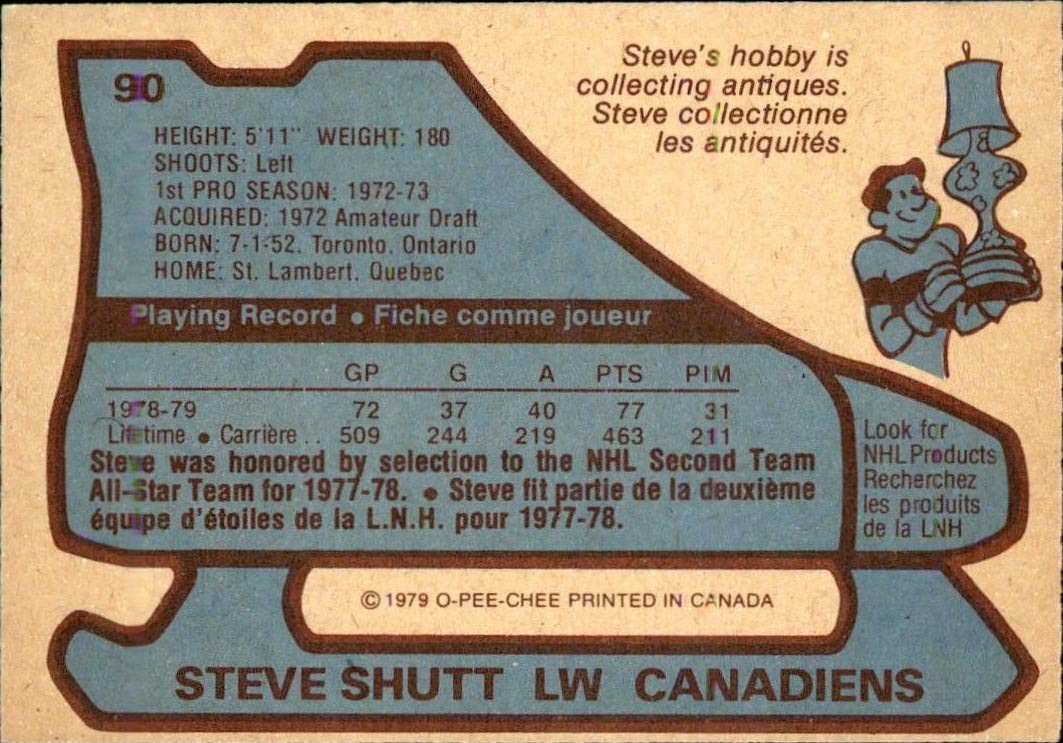 90
Steve's hobby is
collecting antiques.
Steve collectionne
les antiquités.
HEIGHT: 5'11" WEIGHT: 180
SHOOTS: Left
1st PRO SEASON: 1972-73
ACQUIRED: 1972 Amateur Draft
BORN: 7-1-52, Toronto, Ontario
HOME: St. Lambert, Quebec
Playing Record • Fiche comme joueur
GP G A PTS PIM
1978-79 72 37 40 77 31
Lifetime • Carrière .. 509 244 219 463 211
Steve was honored by selection to the NHL Second Team
All-Star Team for 1977-78. • Steve fit partie de la deuxième
équipe d'étoiles de la L.N.H. pour 1977-78.
Look for
NHL Products
Recherchez
les produits
de la LNH
© 1979 O-PEE-CHEE PRINTED IN CANADA
STEVE SHUTT LW CANADIENS